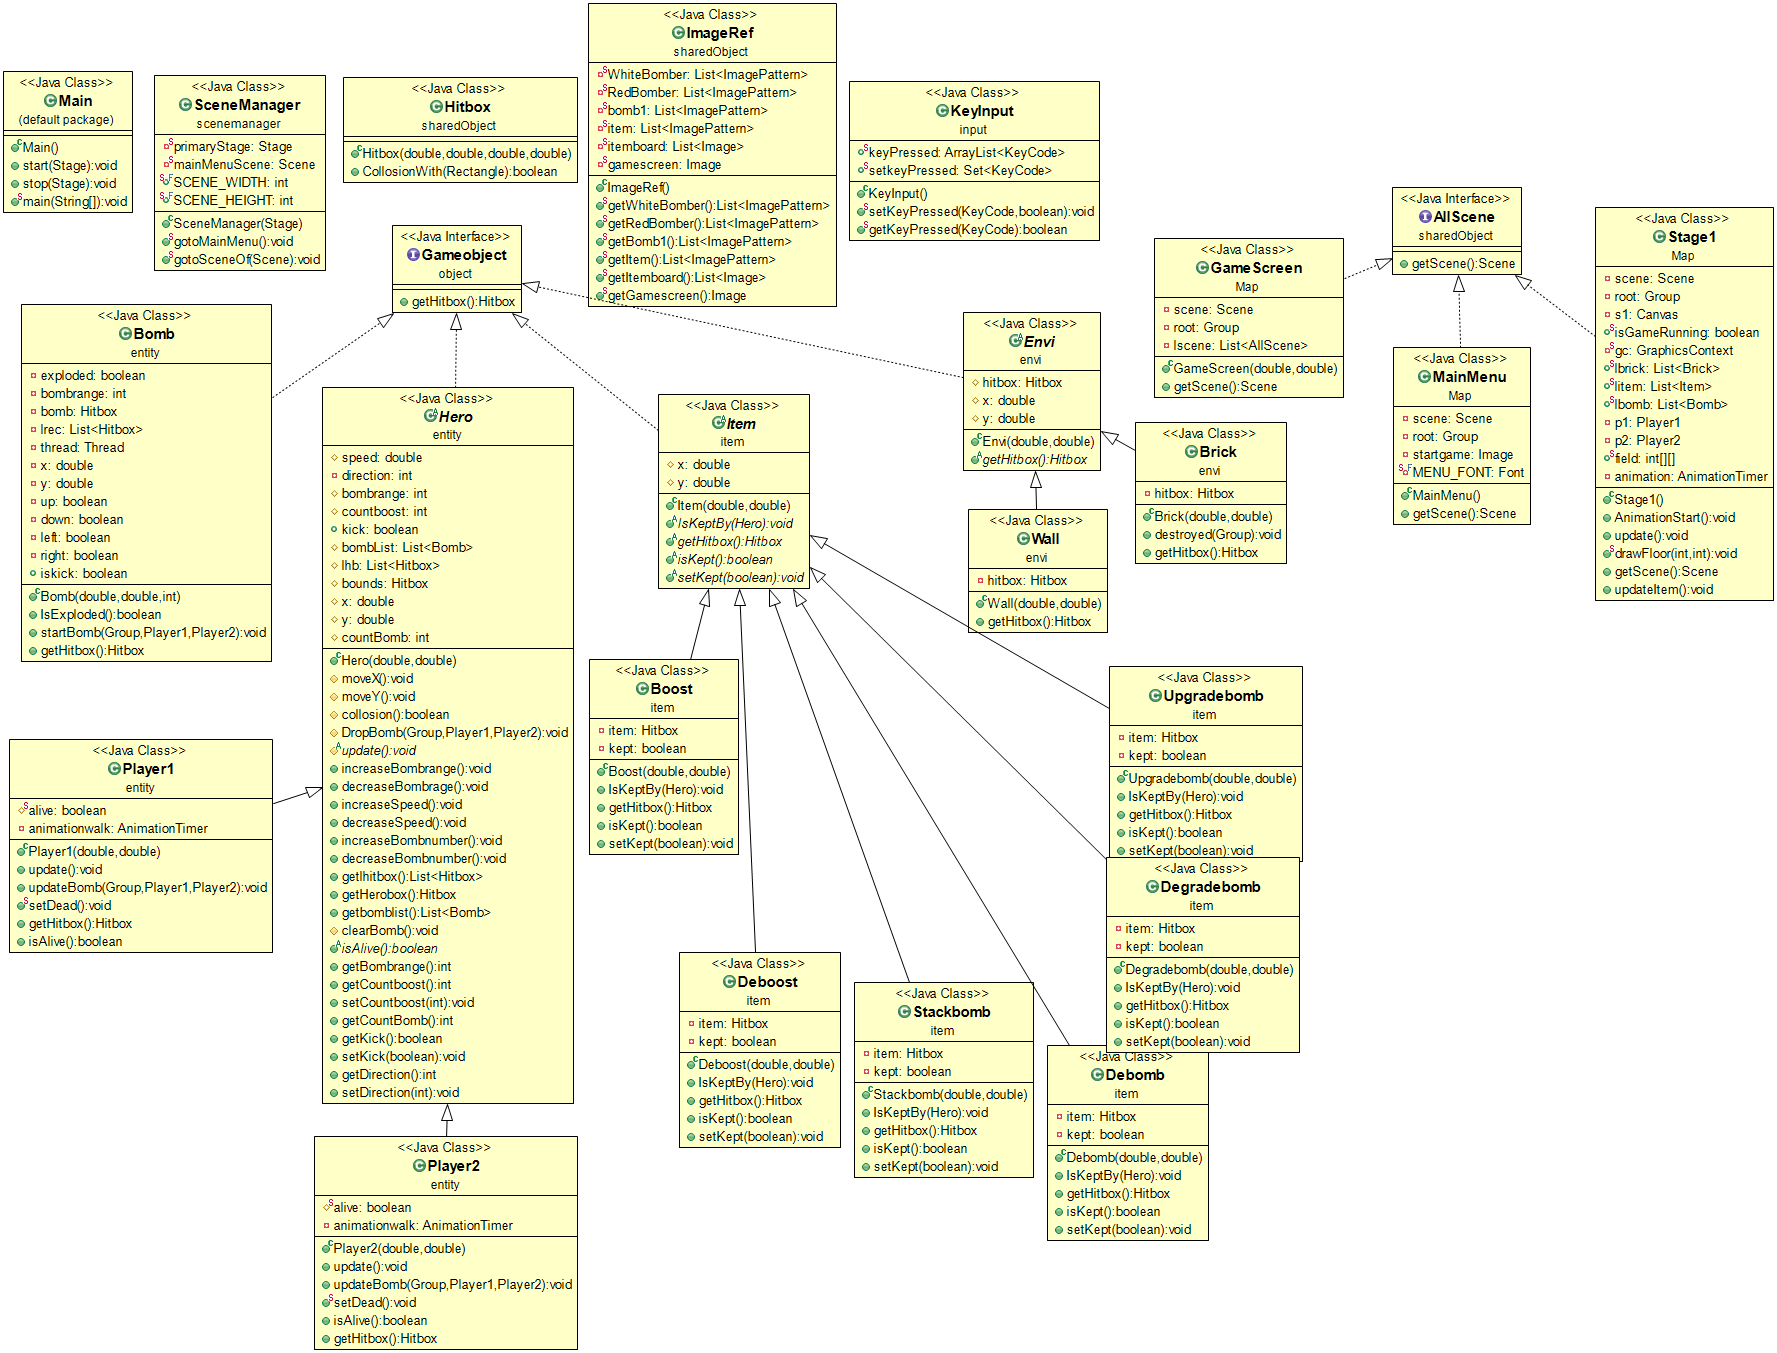 <<Java Class>>
Main
(default package)
Main()
start(Stage):void
stop(Stage):void
main(String[]):void
<<Java Class>>
SceneManager
scenemanager
primaryStage: Stage
mainMenuScene: Scene
SCENE_WIDTH: int
SCENE_HEIGHT: int
SceneManager(Stage)
gotoMainMenu():void
gotoSceneOf(Scene):void
<<Java Class>>
Hitbox
sharedObject
Hitbox(double,double,double,double)
CollosionWith(Rectangle):boolean
<<Java Class>>
ImageRef
sharedObject
WhiteBomber: List<ImagePattern>
RedBomber: List<ImagePattern>
bomb1: List<ImagePattern>
item: List<ImagePattern>
itemboard: List<Image>
gamescreen: Image
ImageRef()
getWhiteBomber():List<ImagePattern>
getRedBomber():List<ImagePattern>
getBomb1():List<ImagePattern>
getItem():List<ImagePattern>
getItemboard():List<Image>
getGamescreen():Image
<<Java Class>>
KeyInput
input
keyPressed: ArrayList<KeyCode>
setkeyPressed: Set<KeyCode>
KeyInput()
setKeyPressed(KeyCode,boolean):void
getKeyPressed(KeyCode):boolean
<<Java Interface>>
Gameobject
object
getHitbox():Hitbox
<<Java Interface>>
AllScene
sharedObject
getScene():Scene
<<Java Class>>
GameScreen
Map
scene: Scene
root: Group
lscene: List<AllScene>
GameScreen(double,double)
getScene():Scene
<<Java Class>>
MainMenu
Map
scene: Scene
root: Group
startgame: Image
MENU_FONT: Font
MainMenu()
getScene():Scene
<<Java Class>>
Stage1
Map
scene: Scene
root: Group
s1: Canvas
isGameRunning: boolean
gc: GraphicsContext
lbrick: List<Brick>
litem: List<Item>
lbomb: List<Bomb>
p1: Player1
p2: Player2
field: int[][]
animation: AnimationTimer
Stage1()
AnimationStart():void
update():void
drawFloor(int,int):void
getScene():Scene
updateItem():void
<<Java Class>>
Bomb
entity
exploded: boolean
bombrange: int
bomb: Hitbox
lrec: List<Hitbox>
thread: Thread
x: double
y: double
up: boolean
down: boolean
left: boolean
right: boolean
iskick: boolean
Bomb(double,double,int)
IsExploded():boolean
startBomb(Group,Player1,Player2):void
getHitbox():Hitbox
<<Java Class>>
Hero
entity
speed: double
direction: int
bombrange: int
countboost: int
kick: boolean
bombList: List<Bomb>
lhb: List<Hitbox>
bounds: Hitbox
x: double
y: double
countBomb: int
Hero(double,double)
moveX():void
moveY():void
collosion():boolean
DropBomb(Group,Player1,Player2):void
update():void
increaseBombrange():void
decreaseBombrage():void
increaseSpeed():void
decreaseSpeed():void
increaseBombnumber():void
decreaseBombnumber():void
getlhitbox():List<Hitbox>
getHerobox():Hitbox
getbomblist():List<Bomb>
clearBomb():void
isAlive():boolean
getBombrange():int
getCountboost():int
setCountboost(int):void
getCountBomb():int
getKick():boolean
setKick(boolean):void
getDirection():int
setDirection(int):void
<<Java Class>>
Item
item
x: double
y: double
Item(double,double)
IsKeptBy(Hero):void
getHitbox():Hitbox
isKept():boolean
setKept(boolean):void
<<Java Class>>
Envi
envi
hitbox: Hitbox
x: double
y: double
Envi(double,double)
getHitbox():Hitbox
<<Java Class>>
Brick
envi
hitbox: Hitbox
Brick(double,double)
destroyed(Group):void
getHitbox():Hitbox
<<Java Class>>
Wall
envi
hitbox: Hitbox
Wall(double,double)
getHitbox():Hitbox
<<Java Class>>
Boost
item
item: Hitbox
kept: boolean
Boost(double,double)
IsKeptBy(Hero):void
getHitbox():Hitbox
isKept():boolean
setKept(boolean):void
<<Java Class>>
Upgradebomb
item
item: Hitbox
kept: boolean
Upgradebomb(double,double)
IsKeptBy(Hero):void
getHitbox():Hitbox
isKept():boolean
setKept(boolean):void
<<Java Class>>
Degradebomb
item
item: Hitbox
kept: boolean
Degradebomb(double,double)
IsKeptBy(Hero):void
getHitbox():Hitbox
isKept():boolean
setKept(boolean):void
<<Java Class>>
Player1
entity
alive: boolean
animationwalk: AnimationTimer
Player1(double,double)
update():void
updateBomb(Group,Player1,Player2):void
setDead():void
getHitbox():Hitbox
isAlive():boolean
<<Java Class>>
Deboost
item
item: Hitbox
kept: boolean
Deboost(double,double)
IsKeptBy(Hero):void
getHitbox():Hitbox
isKept():boolean
setKept(boolean):void
<<Java Class>>
Stackbomb
item
item: Hitbox
kept: boolean
Stackbomb(double,double)
IsKeptBy(Hero):void
getHitbox():Hitbox
isKept():boolean
setKept(boolean):void
<<Java Class>>
Debomb
item
item: Hitbox
kept: boolean
Debomb(double,double)
IsKeptBy(Hero):void
getHitbox():Hitbox
isKept():boolean
setKept(boolean):void
<<Java Class>>
Player2
entity
alive: boolean
animationwalk: AnimationTimer
Player2(double,double)
update():void
updateBomb(Group,Player1,Player2):void
setDead():void
isAlive():boolean
getHitbox():Hitbox